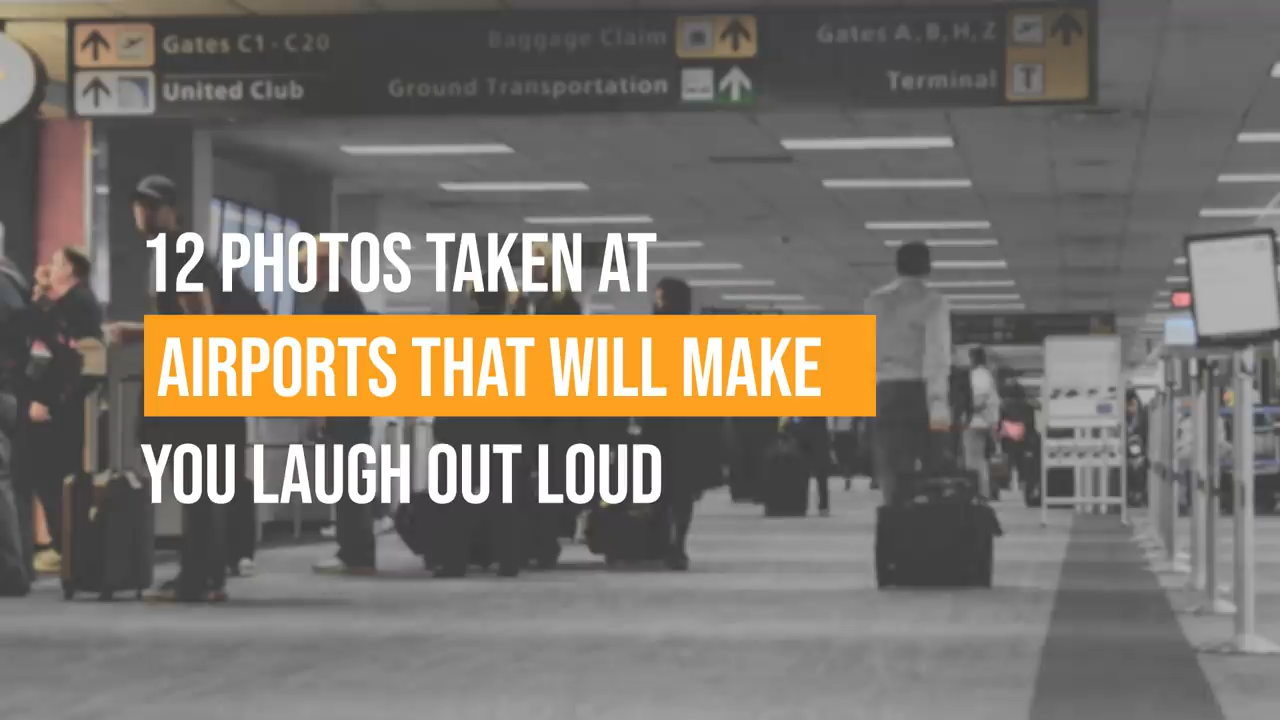 Gates C1 - C20
United Club
Baggage Claim
Ground Transportation
Gates A, B, H, Z
Terminal
T
12 PHOTOS TAKEN AT
AIRPORTS THAT WILL MAKE
YOU LAUGH OUT LOUD